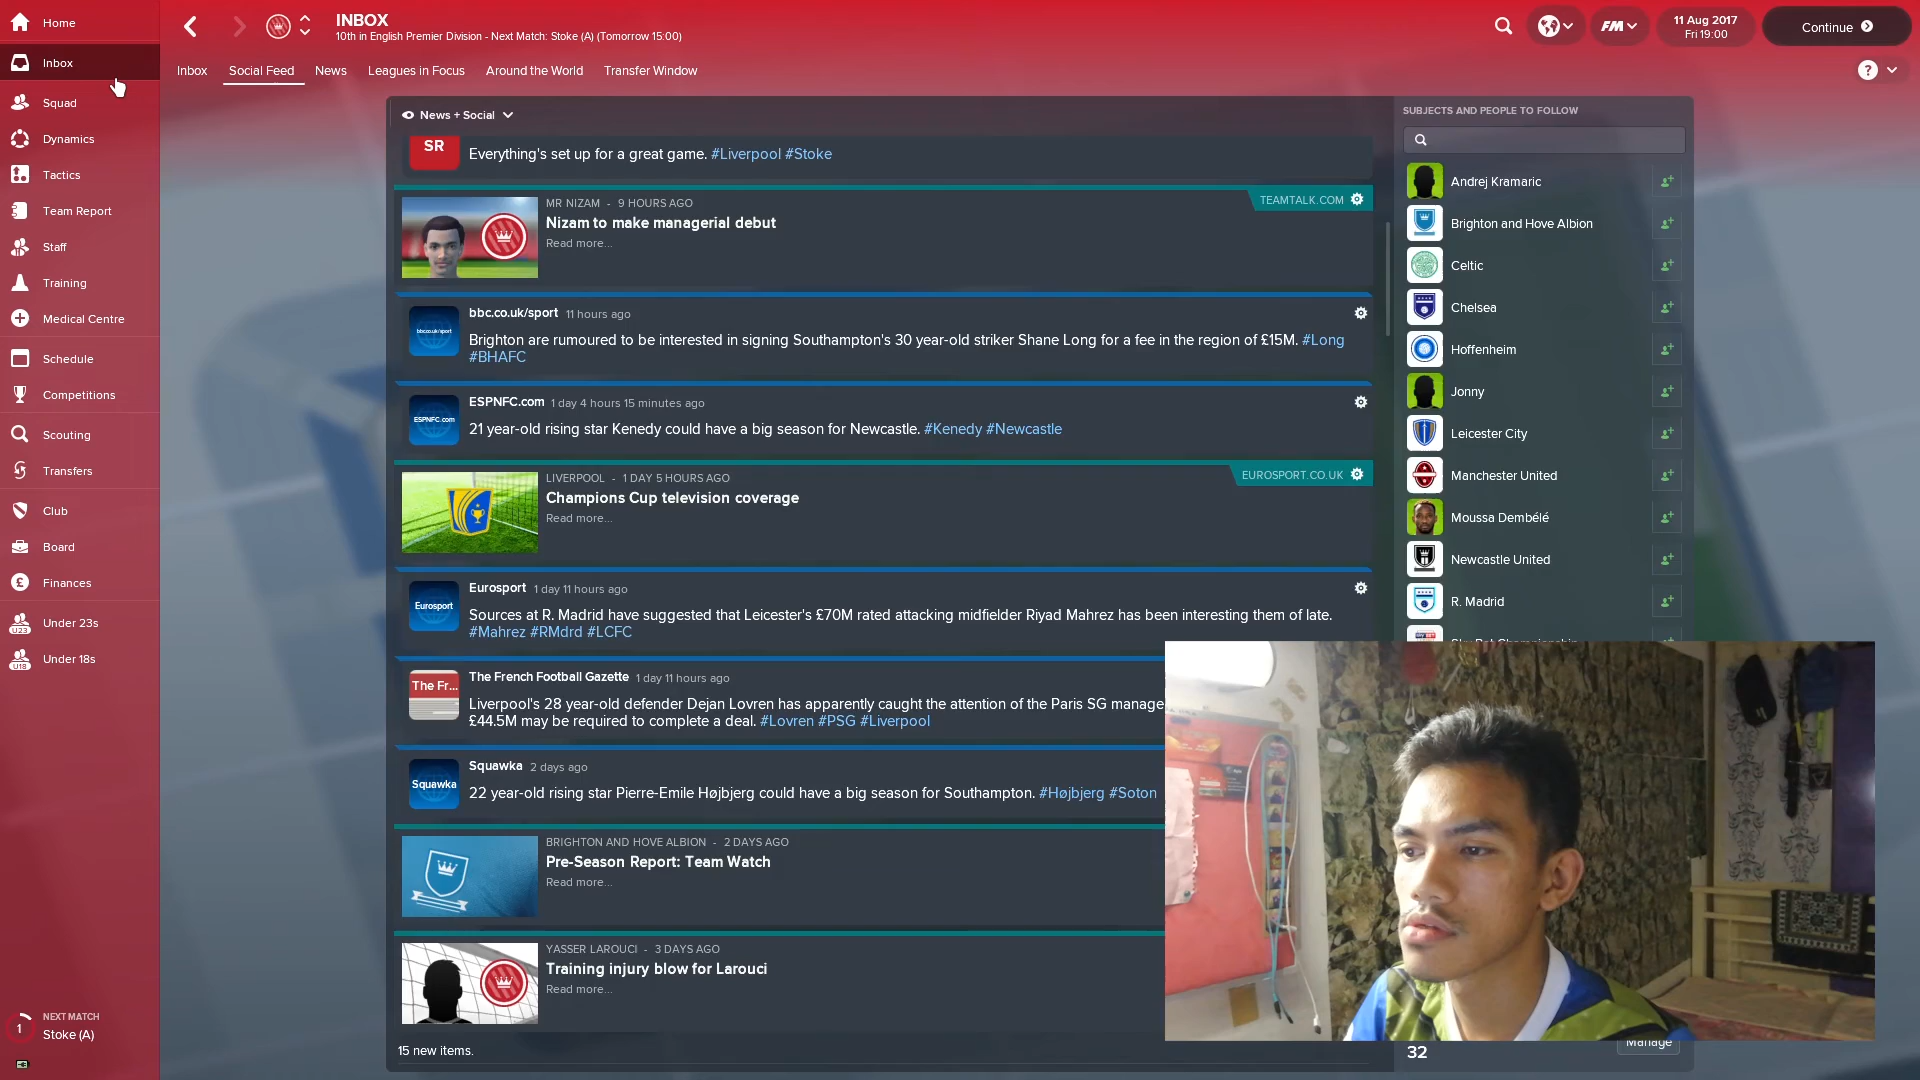 Home
INBOX
10th in English Premier Division - Next Match: Stoke (A) (Tomorrow 15:00)
FM
11 Aug 2017
Fri 19:00
Continue
Inbox
Inbox
Social Feed
News
Leagues in Focus
Around the World
Transfer Window
?
Squad
Dynamics
Tactics
Team Report
Staff
Training
Medical Centre
Schedule
Competitions
Scouting
Transfers
Club
Board
Finances
U23
Under 23s
U18
Under 18s
1
NEXT MATCH
Stoke (A)
News + Social
SR
Everything's set up for a great game. #Liverpool #Stoke
MR NIZAM - 9 HOURS AGO
TEAMTALK.COM
Nizam to make managerial debut
Read more...
bbc.co.uk/sport
bbc.co.uk/sport 11 hours ago
Brighton are rumoured to be interested in signing Southampton's 30 year-old striker Shane Long for a fee in the region of £15M. #Long
#BHAFC
ESPNFC.com
ESPNFC.com 1 day 4 hours 15 minutes ago
21 year-old rising star Kenedy could have a big season for Newcastle. #Kenedy #Newcastle
LIVERPOOL - 1 DAY 5 HOURS AGO
EUROSPORT.CO.UK
Champions Cup television coverage
Read more...
Eurosport
Eurosport 1 day 11 hours ago
Sources at R. Madrid have suggested that Leicester's £70M rated attacking midfielder Riyad Mahrez has been interesting them of late.
#Mahrez #RMdrd #LCFC
The Fr...
The French Football Gazette 1 day 11 hours ago
Liverpool's 28 year-old defender Dejan Lovren has apparently caught the attention of the Paris SG manage
£44.5M may be required to complete a deal. #Lovren #PSG #Liverpool
Squawka
Squawka 2 days ago
22 year-old rising star Pierre-Emile Højbjerg could have a big season for Southampton. #Højbjerg #Soton
BRIGHTON AND HOVE ALBION - 2 DAYS AGO
Pre-Season Report: Team Watch
Read more...
YASSER LAROUCI - 3 DAYS AGO
Training injury blow for Larouci
Read more...
15 new items.
SUBJECTS AND PEOPLE TO FOLLOW
Andrej Kramaric
Brighton and Hove Albion
Celtic
Chelsea
Hoffenheim
Jonny
Leicester City
Manchester United
Moussa Dembélé
Newcastle United
R. Madrid
32
Manage